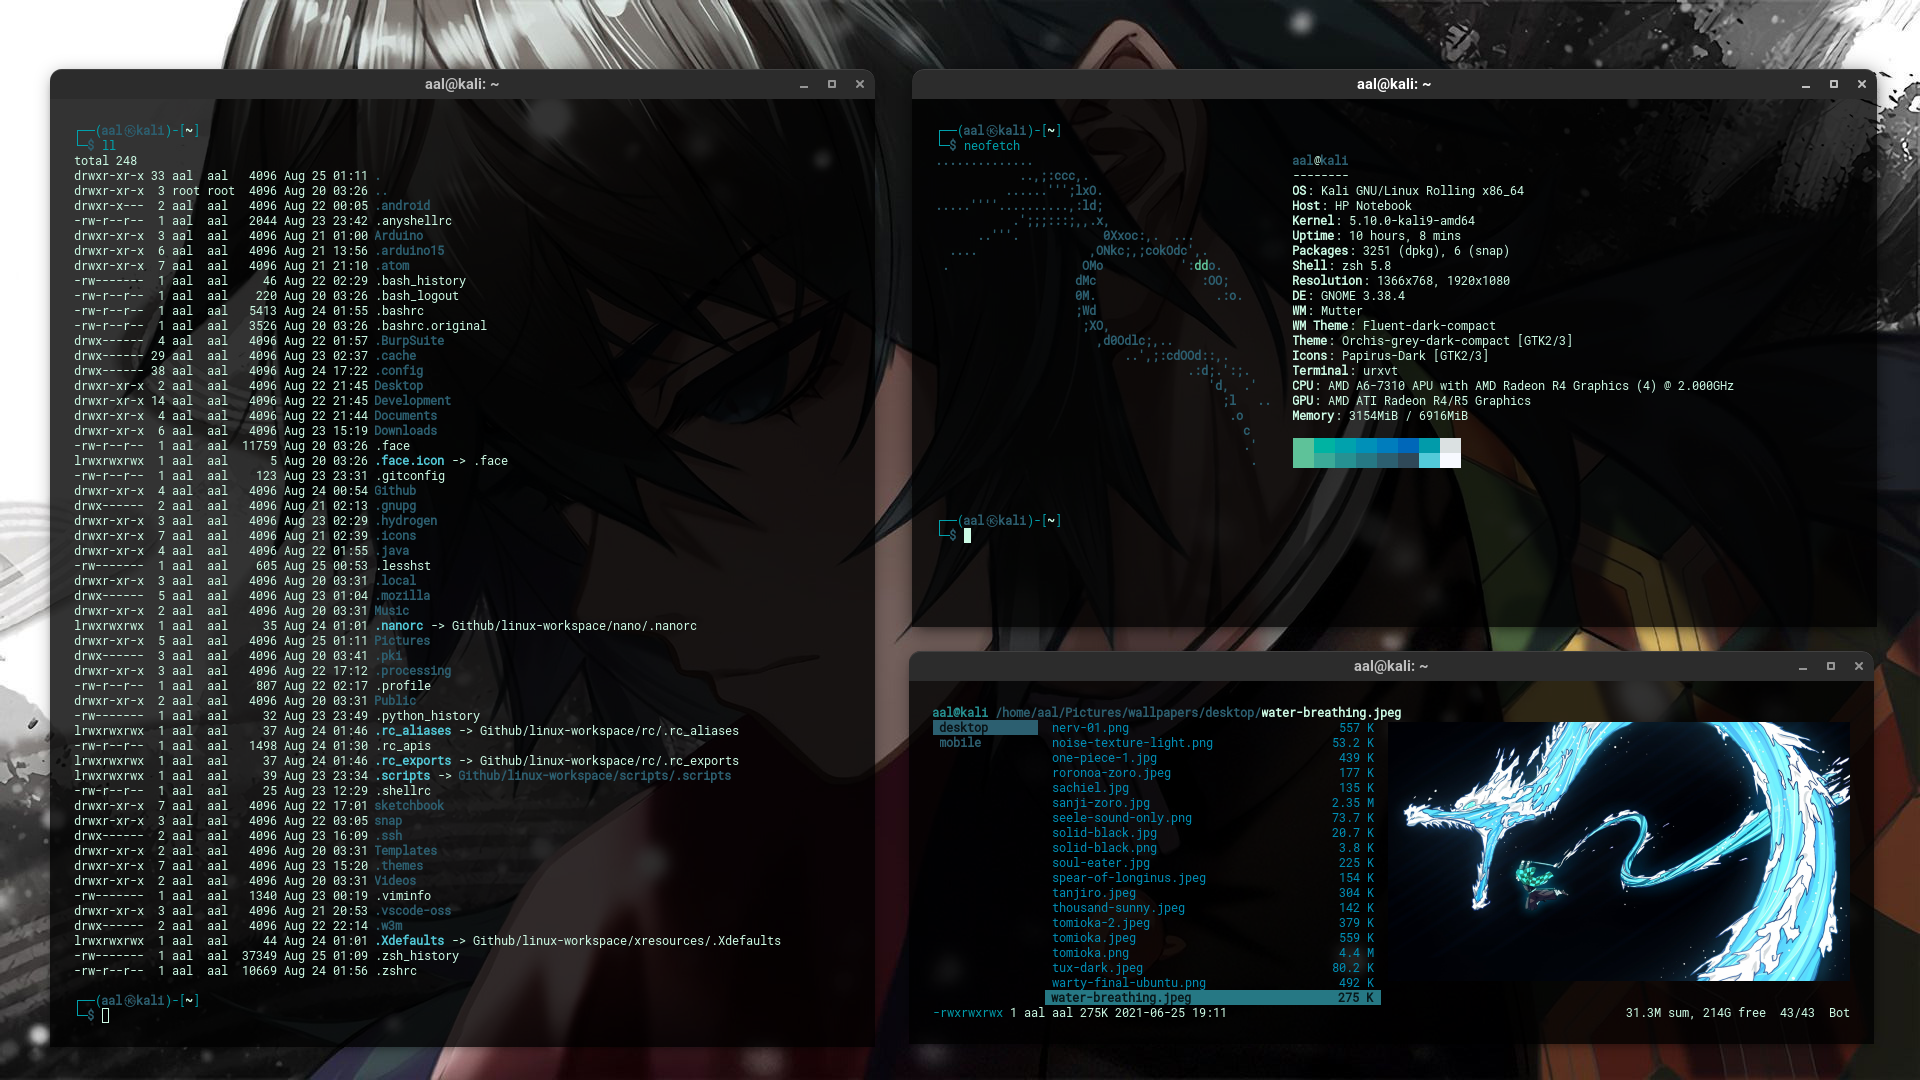 aal@kali: ~
┌──(aal㉿kali)-[~]
└─$ ll
total 248
drwxr-xr-x 33 aal  aal   4096 Aug 25 01:11 .
drwxr-xr-x  3 root root  4096 Aug 20 03:26 ..
drwxr-x---  2 aal  aal   4096 Aug 22 00:05 .android
-rw-r--r--  1 aal  aal   2044 Aug 23 23:42 .anyshellrc
drwxr-xr-x  3 aal  aal   4096 Aug 21 01:00 Arduino
drwxr-xr-x  6 aal  aal   4096 Aug 21 13:56 .arduino15
drwxr-xr-x  7 aal  aal   4096 Aug 21 21:10 .atom
-rw-------  1 aal  aal     46 Aug 22 02:29 .bash_history
-rw-r--r--  1 aal  aal    220 Aug 20 03:26 .bash_logout
-rw-r--r--  1 aal  aal   5413 Aug 24 01:55 .bashrc
-rw-r--r--  1 aal  aal   3526 Aug 20 03:26 .bashrc.original
drwx------  4 aal  aal   4096 Aug 22 01:57 .BurpSuite
drwx------ 29 aal  aal   4096 Aug 23 02:37 .cache
drwx------ 38 aal  aal   4096 Aug 24 17:22 .config
drwxr-xr-x  2 aal  aal   4096 Aug 22 21:45 Desktop
drwxr-xr-x 14 aal  aal   4096 Aug 22 21:45 Development
drwxr-xr-x  4 aal  aal   4096 Aug 22 21:44 Documents
drwxr-xr-x  6 aal  aal   4096 Aug 23 15:19 Downloads
-rw-r--r--  1 aal  aal  11759 Aug 20 03:26 .face
lrwxrwxrwx  1 aal  aal      5 Aug 20 03:26 .face.icon -> .face
-rw-r--r--  1 aal  aal    123 Aug 23 23:31 .gitconfig
drwxr-xr-x  4 aal  aal   4096 Aug 24 00:54 Github
drwx------  2 aal  aal   4096 Aug 21 02:13 .gnupg
drwxr-xr-x  3 aal  aal   4096 Aug 23 02:29 .hydrogen
drwxr-xr-x  7 aal  aal   4096 Aug 21 02:39 .icons
drwxr-xr-x  4 aal  aal   4096 Aug 22 01:55 .java
-rw-------  1 aal  aal    605 Aug 25 00:53 .lesshst
drwxr-xr-x  3 aal  aal   4096 Aug 20 03:31 .local
drwx------  5 aal  aal   4096 Aug 23 01:04 .mozilla
drwxr-xr-x  2 aal  aal   4096 Aug 20 03:31 Music
lrwxrwxrwx  1 aal  aal     35 Aug 24 01:01 .nanorc -> Github/linux-workspace/nano/.nanorc
drwxr-xr-x  5 aal  aal   4096 Aug 25 01:11 Pictures
drwx------  3 aal  aal   4096 Aug 20 03:41 .pki
drwxr-xr-x  3 aal  aal   4096 Aug 22 17:12 .processing
-rw-r--r--  1 aal  aal    807 Aug 22 02:17 .profile
drwxr-xr-x  2 aal  aal   4096 Aug 20 03:31 Public
-rw-------  1 aal  aal     32 Aug 23 23:49 .python_history
lrwxrwxrwx  1 aal  aal     37 Aug 24 01:46 .rc_aliases -> Github/linux-workspace/rc/.rc_aliases
-rw-r--r--  1 aal  aal   1498 Aug 24 01:30 .rc_apis
lrwxrwxrwx  1 aal  aal     37 Aug 24 01:46 .rc_exports -> Github/linux-workspace/rc/.rc_exports
lrwxrwxrwx  1 aal  aal     39 Aug 23 23:34 .scripts -> Github/linux-workspace/scripts/.scripts
-rw-r--r--  1 aal  aal     25 Aug 23 12:29 .shellrc
drwxr-xr-x  7 aal  aal   4096 Aug 22 17:01 sketchbook
drwxr-xr-x  3 aal  aal   4096 Aug 22 03:05 snap
drwx------  2 aal  aal   4096 Aug 23 16:09 .ssh
drwxr-xr-x  2 aal  aal   4096 Aug 20 03:31 Templates
drwxr-xr-x  7 aal  aal   4096 Aug 23 15:20 .themes
drwxr-xr-x  2 aal  aal   4096 Aug 20 03:31 Videos
-rw-------  1 aal  aal   1340 Aug 23 00:19 .viminfo
drwxr-xr-x  3 aal  aal   4096 Aug 21 20:53 .vscode-oss
drwx------  2 aal  aal   4096 Aug 22 22:14 .w3m
lrwxrwxrwx  1 aal  aal     44 Aug 24 01:01 .Xdefaults -> Github/linux-workspace/xresources/.Xdefaults
-rw-------  1 aal  aal  37349 Aug 25 01:09 .zsh_history
-rw-r--r--  1 aal  aal  10669 Aug 24 01:56 .zshrc
┌──(aal㉿kali)-[~]
└─$
aal@kali: ~
┌──(aal㉿kali)-[~]
└─$ neofetch
..............
            ..,;:ccc,.
          ......''';lxO.
.....''''..........,:ld;
           .';;;:::;,,.x,
      ..'''.            0Xxoc:,.  ...
  ....                ,ONkc;,;cokOdc',.
 .                   OMo           ':ddo.
                    dMc               :OO;
                    0M.                 .:o.
                    ;Wd
                     ;XO,
                       ,d0Odlc;,..
                           ..',;:cdOOd::,.
                                    .:d;.':;.
                                       'd,  .'
                                         ;l   ..
                                          .o
                                            c
                                            .'
                                             .
aal@kali
--------
OS: Kali GNU/Linux Rolling x86_64
Host: HP Notebook
Kernel: 5.10.0-kali9-amd64
Uptime: 10 hours, 8 mins
Packages: 3251 (dpkg), 6 (snap)
Shell: zsh 5.8
Resolution: 1366x768, 1920x1080
DE: GNOME 3.38.4
WM: Mutter
WM Theme: Fluent-dark-compact
Theme: Orchis-grey-dark-compact [GTK2/3]
Icons: Papirus-Dark [GTK2/3]
Terminal: urxvt
CPU: AMD A6-7310 APU with AMD Radeon R4 Graphics (4) @ 2.000GHz
GPU: AMD ATI Radeon R4/R5 Graphics
Memory: 3154MiB / 6916MiB
┌──(aal㉿kali)-[~]
└─$
aal@kali: ~
aal@kali /home/aal/Pictures/wallpapers/desktop/water-breathing.jpeg
desktop
mobile
nerv-01.png 557 K
noise-texture-light.png 53.2 K
one-piece-1.jpg 439 K
roronoa-zoro.jpeg 177 K
sachiel.jpg 135 K
sanji-zoro.jpg 2.35 M
seele-sound-only.png 73.7 K
solid-black.jpg 20.7 K
solid-black.png 3.8 K
soul-eater.jpg 225 K
spear-of-longinus.jpeg 154 K
tanjiro.jpeg 304 K
thousand-sunny.jpeg 142 K
tomioka-2.jpeg 379 K
tomioka.jpeg 559 K
tomioka.png 4.4 M
tux-dark.jpeg 80.2 K
warty-final-ubuntu.png 492 K
water-breathing.jpeg 275 K
-rwxrwxrwx 1 aal aal 275K 2021-06-25 19:11
31.3M sum, 214G free  43/43  Bot